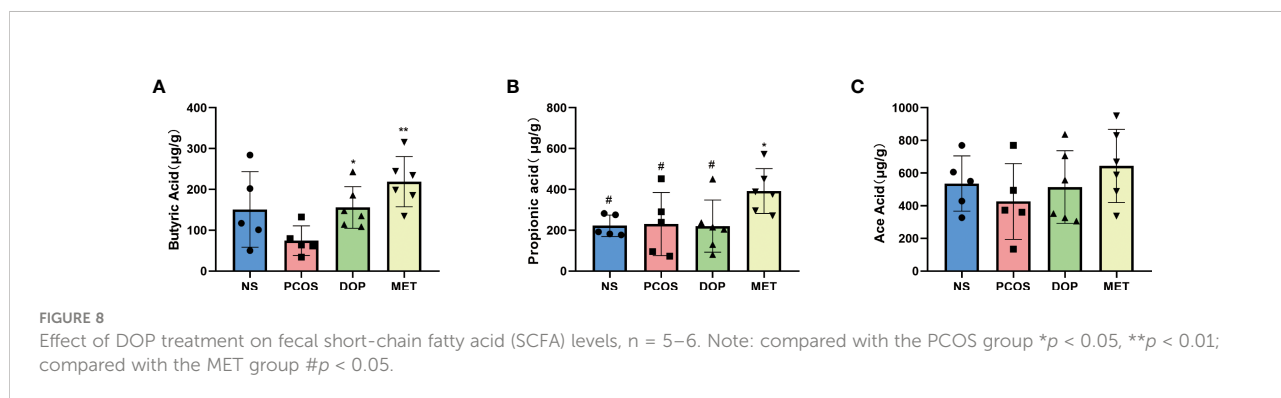 A
B
C
400
300
200
100
0
Butyric Acid(μg/g)
*
**
NS PCOS DOP MET
800
600
400
200
0
Propionic acid( μg/g)
#
#
#
*
NS PCOS DOP MET
1000
800
600
400
200
0
Ace Acid(μg/g)
NS PCOS DOP MET
FIGURE 8
Effect of DOP treatment on fecal short-chain fatty acid (SCFA) levels, n = 5–6. Note: compared with the PCOS group *p < 0.05, **p < 0.01;
compared with the MET group #p < 0.05.